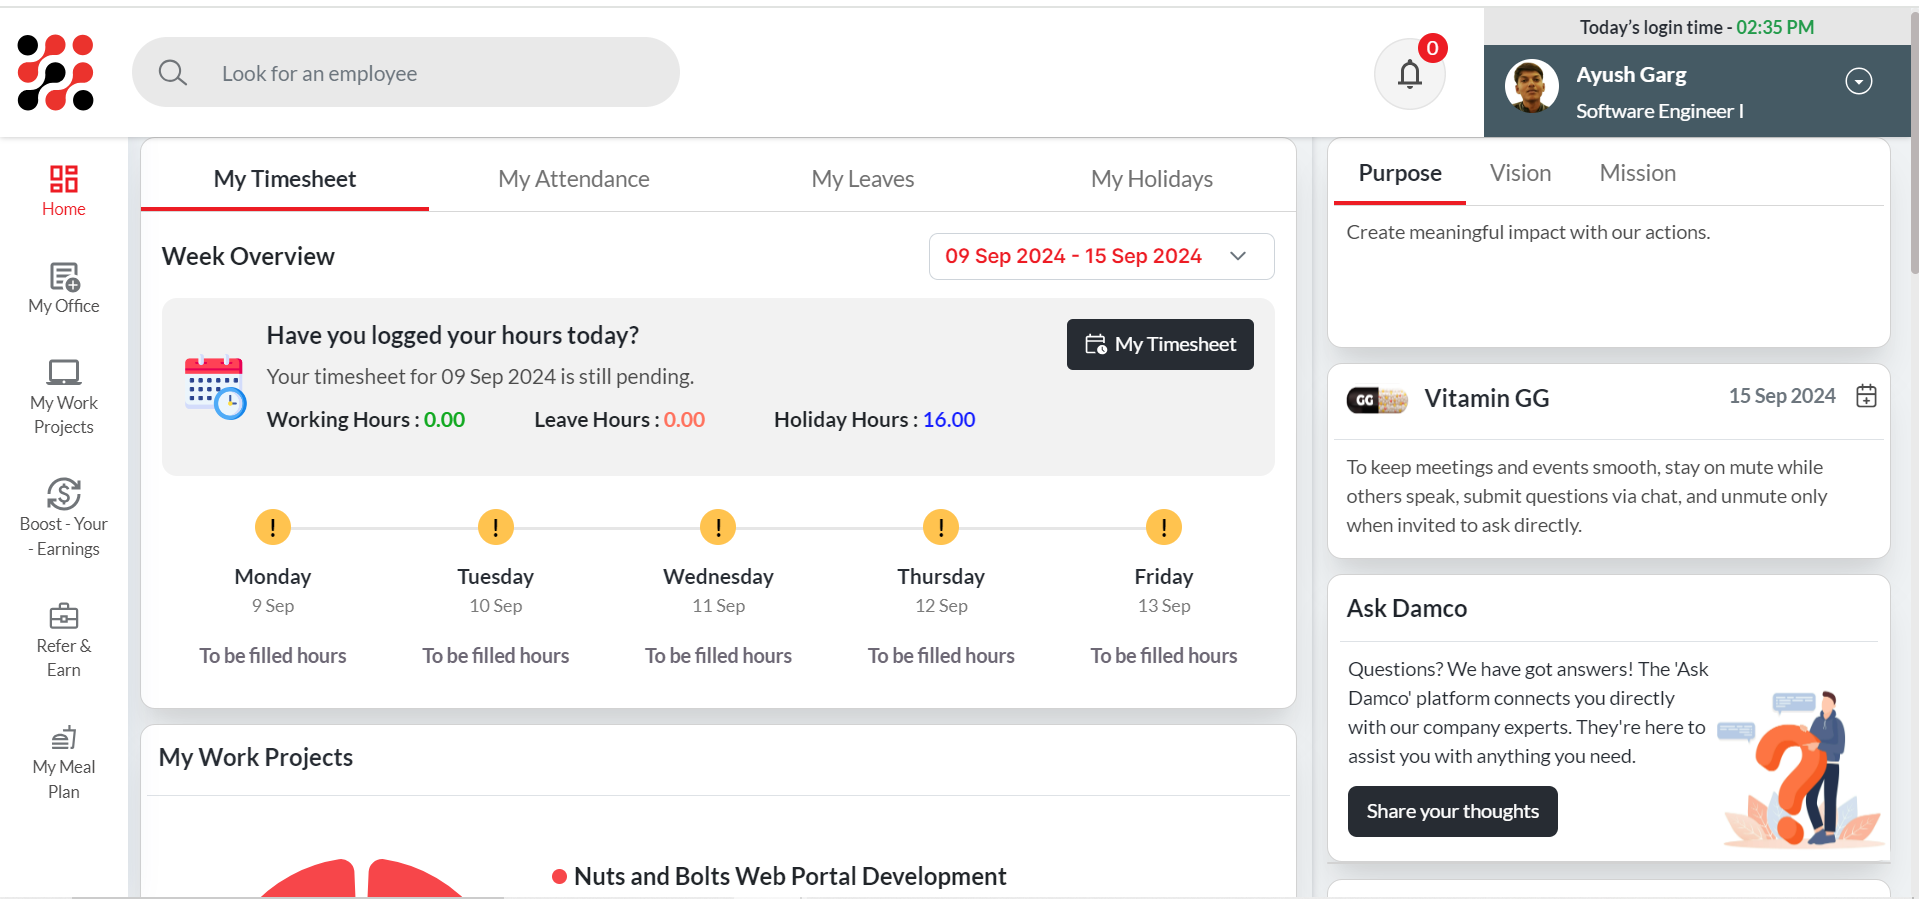 Today's login time - 02:35 PM
Look for an employee
0
Ayush Garg
Software Engineer I
Home
My Office
My Work
Projects
Boost - Your
- Earnings
Refer &
Earn
My Meal
Plan
My Timesheet
My Attendance
My Leaves
My Holidays
Week Overview
09 Sep 2024 - 15 Sep 2024
Have you logged your hours today?
My Timesheet
Your timesheet for 09 Sep 2024 is still pending.
Working Hours : 0.00
Leave Hours : 0.00
Holiday Hours : 16.00
! ! ! ! !
Monday Tuesday Wednesday Thursday Friday
9 Sep 10 Sep 11 Sep 12 Sep 13 Sep
To be filled hours To be filled hours To be filled hours To be filled hours To be filled hours
My Work Projects
Nuts and Bolts Web Portal Development
Purpose
Vision
Mission
Create meaningful impact with our actions.
GG
Vitamin GG
15 Sep 2024
To keep meetings and events smooth, stay on mute while
others speak, submit questions via chat, and unmute only
when invited to ask directly.
Ask Damco
Questions? We have got answers! The 'Ask
Damco' platform connects you directly
with our company experts. They're here to
assist you with anything you need.
Share your thoughts